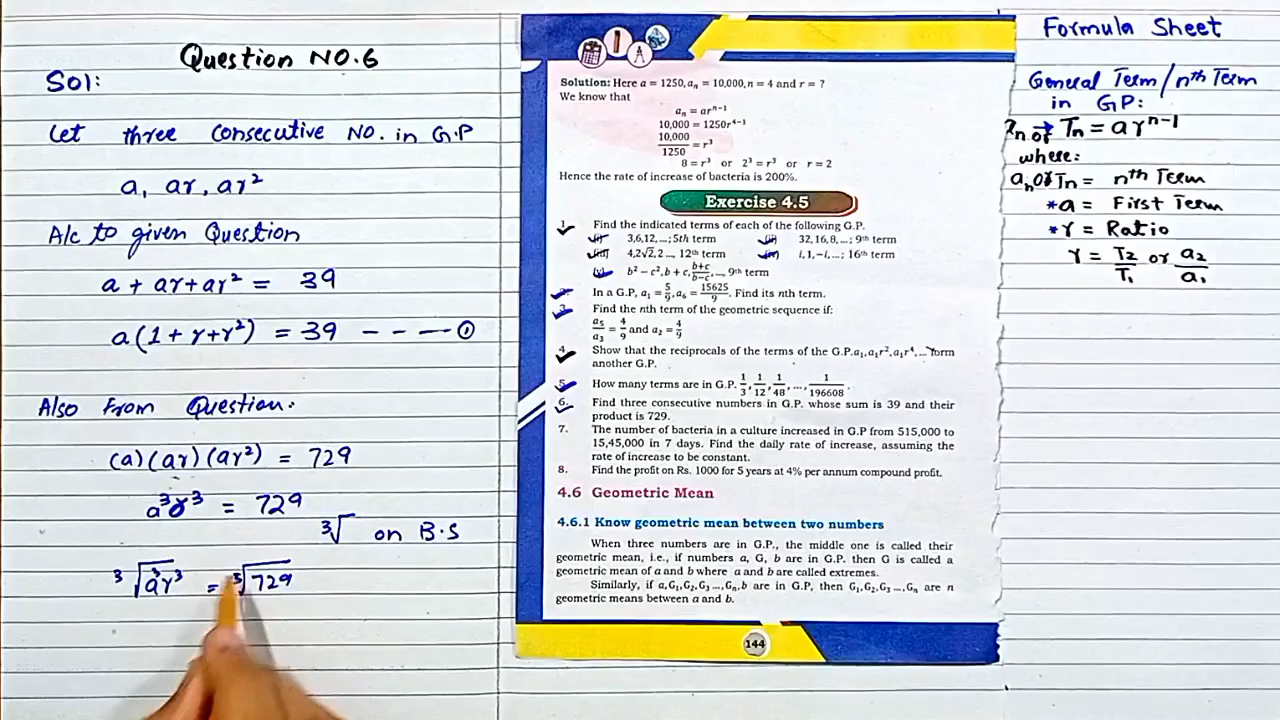 Question NO.6
Sol:
Let three consecutive NO. in G.P
a, ar, ar²
A/c to given Question
a + ar + ar² = 39
a(1 + r + r²) = 39 - - - - ①
Also From Question.
(a)(ar)(ar²) = 729
a³r³ = 729
∛ on B.S
∛a³r³ = ∛729
Solution: Here a = 1250, aₙ = 10,000, n = 4 and r = ?
We know that
aₙ = arⁿ⁻¹
10,000 = 1250r⁴⁻¹
10,000/1250 = r³
8 = r³ or 2³ = r³ or r = 2
Hence the rate of increase of bacteria is 200%.
Exercise 4.5
1. Find the indicated terms of each of the following G.P.
(i) 3,6,12,...; 5th term (ii) 32,16,8,...; 9th term
(iii) 4,2√2,2... 12th term (iv) i,1,−i,...; 16th term
(v) b² − c², b + c, (b+c)/(b−c),..., 9th term
2. In a G.P, a₁ = 5/9, a₆ = 15625/9. Find its nth term.
3. Find the nth term of the geometric sequence if:
a₅/a₃ = 4/9 and a₂ = 4/9
4. Show that the reciprocals of the terms of the G.P. a₁, a₁r², a₁r⁴,... form
another G.P.
5. How many terms are in G.P. 1/3, 1/12, 1/48, ..., 1/196608.
6. Find three consecutive numbers in G.P. whose sum is 39 and their
product is 729.
7. The number of bacteria in a culture increased in G.P from 515,000 to
15,45,000 in 7 days. Find the daily rate of increase, assuming the
rate of increase to be constant.
8. Find the profit on Rs. 1000 for 5 years at 4% per annum compound profit.
4.6 Geometric Mean
4.6.1 Know geometric mean between two numbers
When three numbers are in G.P., the middle one is called their
geometric mean, i.e., if numbers a, G, b are in G.P. then G is called a
geometric mean of a and b where a and b are called extremes.
Similarly, if a, G₁, G₂, G₃ ..., Gₙ, b are in G.P, then G₁, G₂, G₃ ..., Gₙ are n
geometric means between a and b.
144
Formula Sheet
General Term/nth Term
in GP:
aₙ or Tₙ = arⁿ⁻¹
where:
aₙ or Tₙ = nth Term
*a = First Term
*r = Ratio
r = T₂/T₁ or a₂/a₁